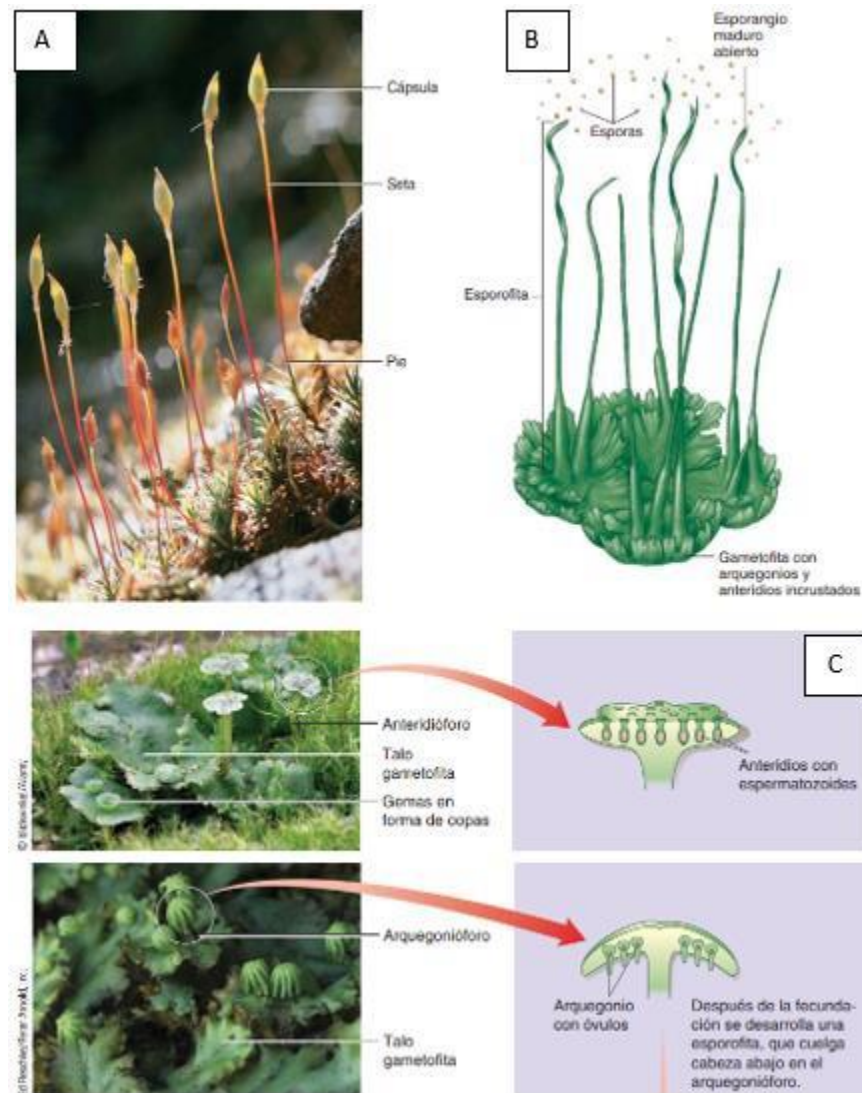 A
Cápsula
Seta
Pie
B
Esporangio
maduro
abierto
Esporas
Esporofita
Gametofita con
arquegonios y
anteridios incrustados
C
Anteridióforo
Talo
gametofita
Gemas en
forma de copas
Anteridios con
espermatozoides
Arquegonióforo
Talo
gametofita
Arquegonio
con óvulos
Después de la fecunda-
ción se desarrolla una
esporofita, que cuelga
cabeza abajo en el
arquegonióforo.